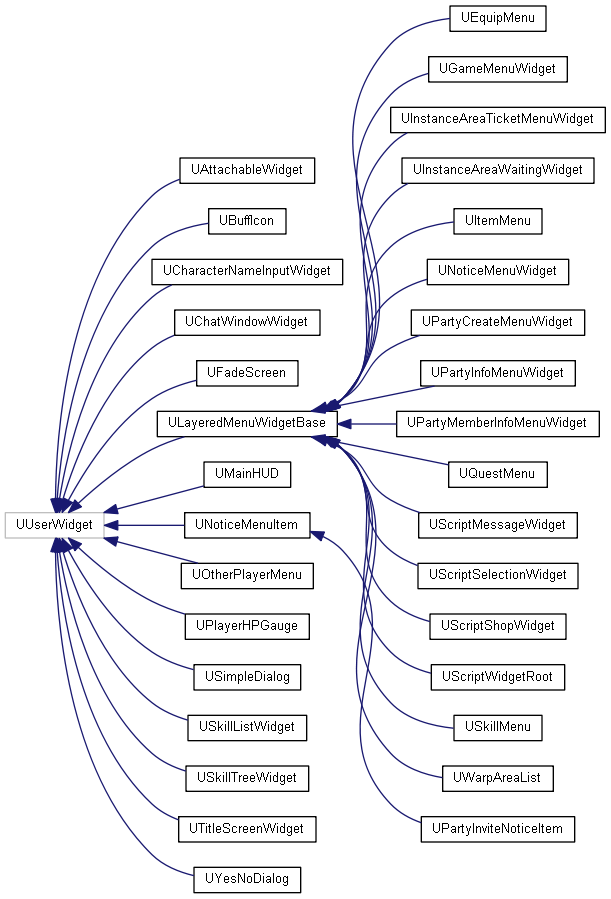 UUserWidget
UAttachableWidget
UBuffIcon
UCharacterNameInputWidget
UChatWindowWidget
UFadeScreen
ULayeredMenuWidgetBase
UMainHUD
UNoticeMenuItem
UOtherPlayerMenu
UPlayerHPGauge
USimpleDialog
USkillListWidget
USkillTreeWidget
UTitleScreenWidget
UYesNoDialog
UEquipMenu
UGameMenuWidget
UInstanceAreaTicketMenuWidget
UInstanceAreaWaitingWidget
UItemMenu
UNoticeMenuWidget
UPartyCreateMenuWidget
UPartyInfoMenuWidget
UPartyMemberInfoMenuWidget
UQuestMenu
UScriptMessageWidget
UScriptSelectionWidget
UScriptShopWidget
UScriptWidgetRoot
USkillMenu
UWarpAreaList
UPartyInviteNoticeItem